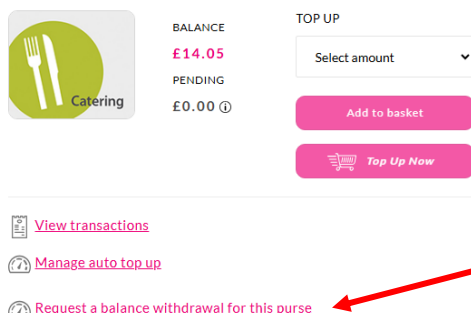 Catering
BALANCE
£14.05
PENDING
£0.00
TOP UP
Select amount
Add to basket
Top Up Now
View transactions
Manage auto top up
Request a balance withdrawal for this purse